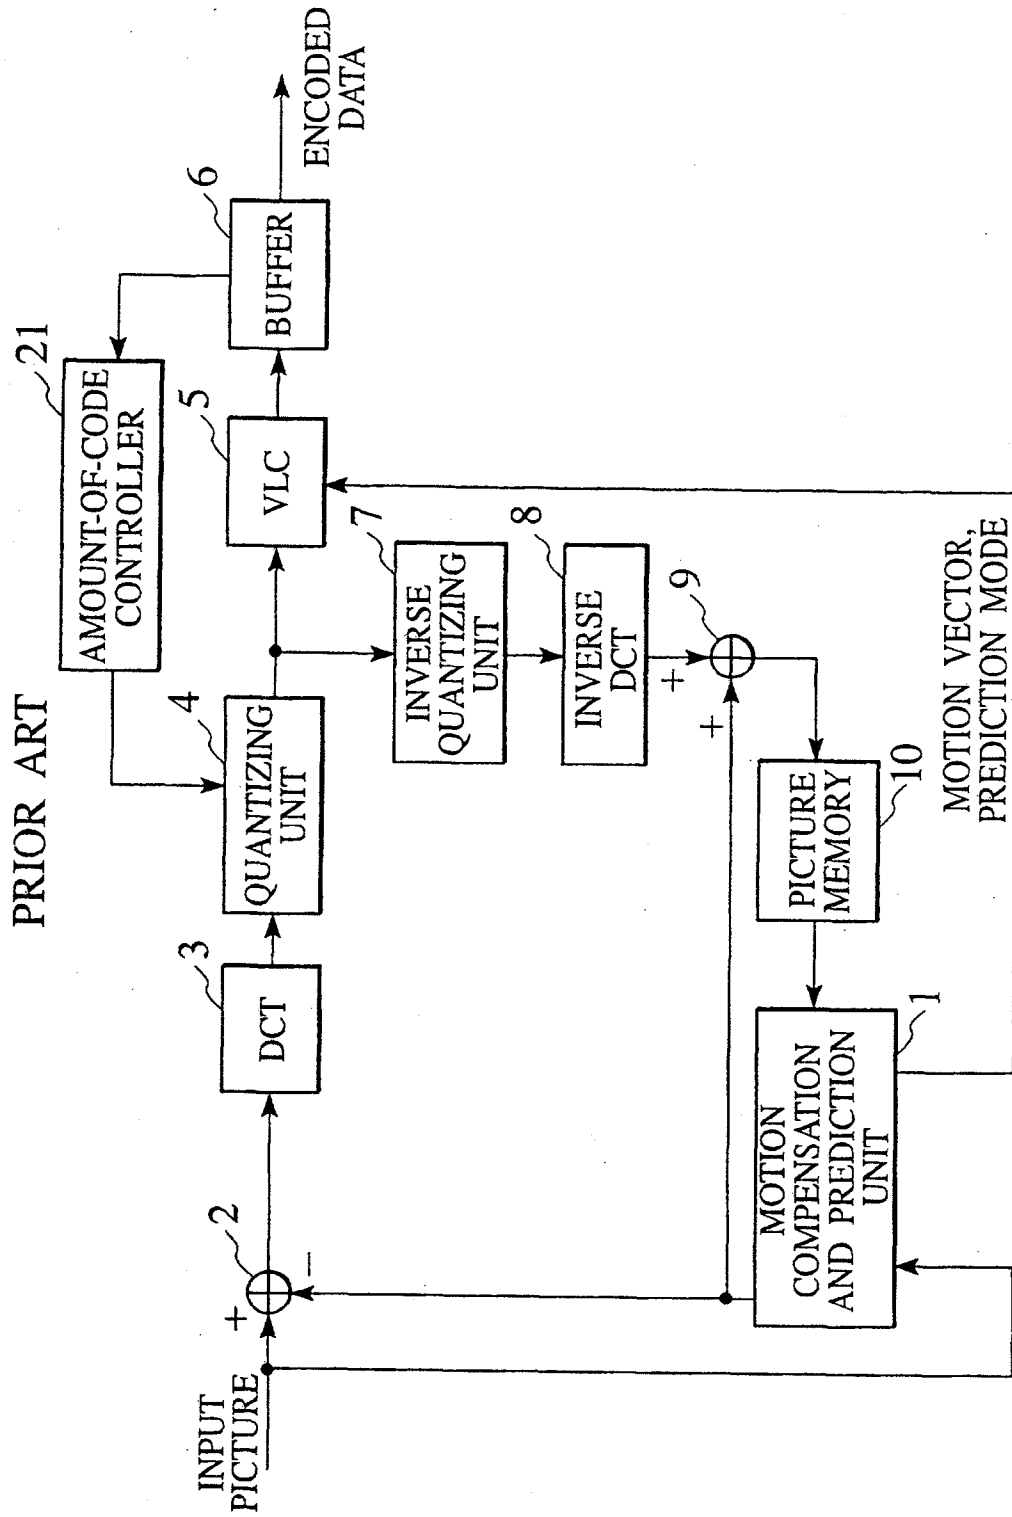 PRIOR ART
21
AMOUNT-OF-CODE
CONTROLLER
INPUT
PICTURE
+
2
−
3
DCT
4
QUANTIZING
UNIT
5
VLC
6
BUFFER
ENCODED
DATA
7
INVERSE
QUANTIZING
UNIT
8
INVERSE
DCT
+
9
+
PICTURE
MEMORY
10
MOTION
COMPENSATION
AND PREDICTION
UNIT
1
MOTION VECTOR,
PREDICTION MODE